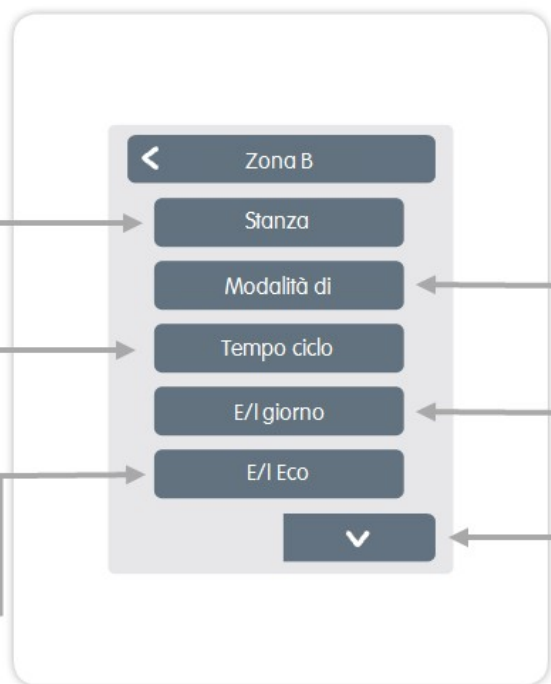 Zona B
Stanza
Modalità di
Tempo ciclo
E/I giorno
E/I Eco